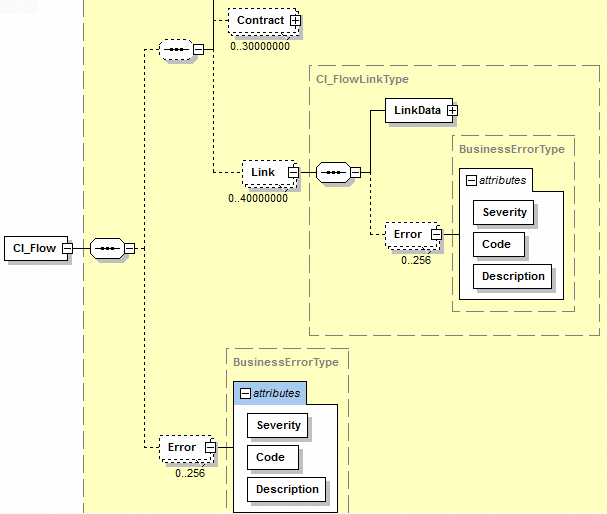 Contract
0..30000000
CI_FlowLinkType
LinkData
BusinessErrorType
Link
attributes
0..40000000
Severity
Error
Code
CI_Flow
0..256
Description
BusinessErrorType
attributes
Severity
Error
Code
0..256
Description